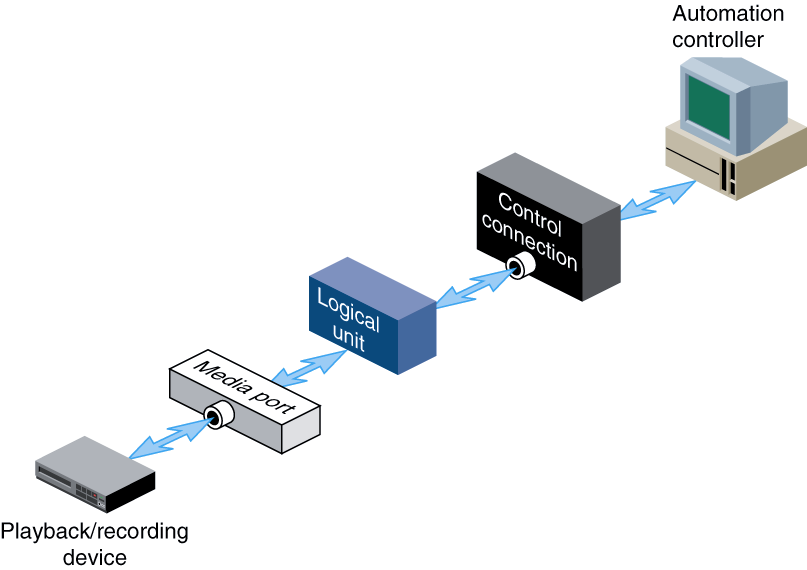 Automation
controller
Control
connection
Logical
unit
Media port
Playback/recording
device